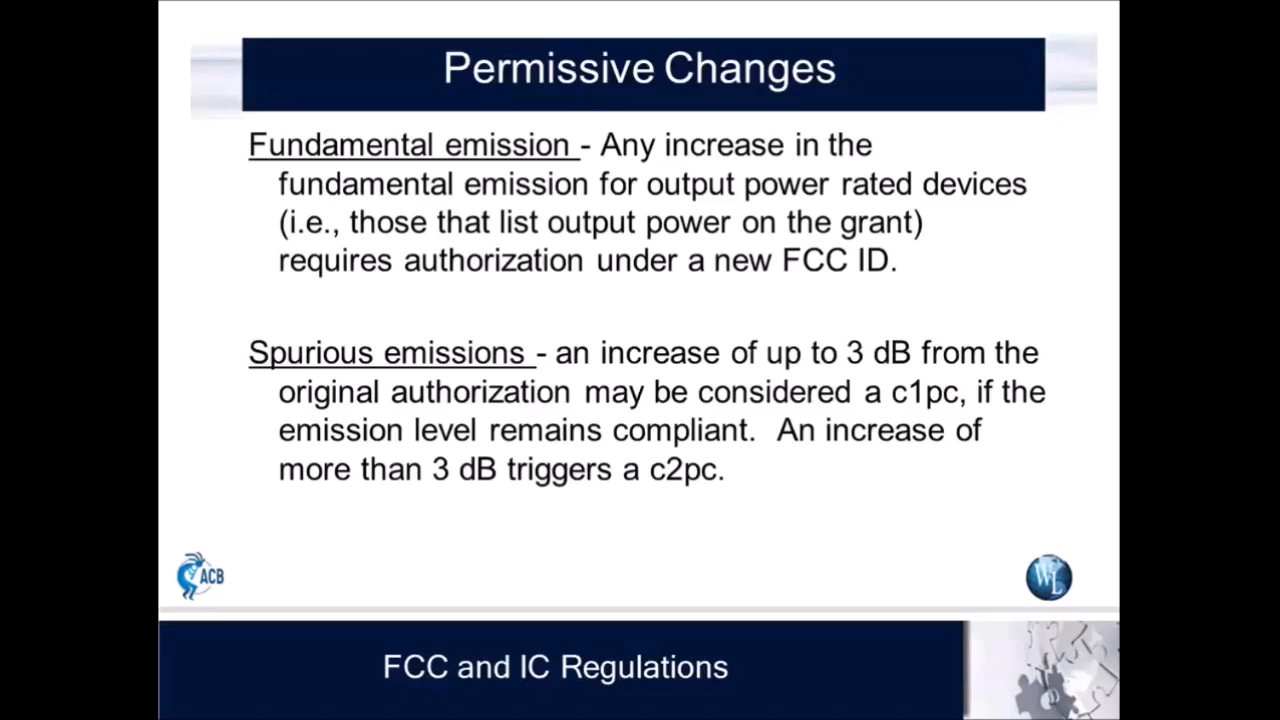 Permissive Changes
Fundamental emission - Any increase in the
fundamental emission for output power rated devices
(i.e., those that list output power on the grant)
requires authorization under a new FCC ID.
Spurious emissions - an increase of up to 3 dB from the
original authorization may be considered a c1pc, if the
emission level remains compliant.  An increase of
more than 3 dB triggers a c2pc.
ACB
WL
FCC and IC Regulations